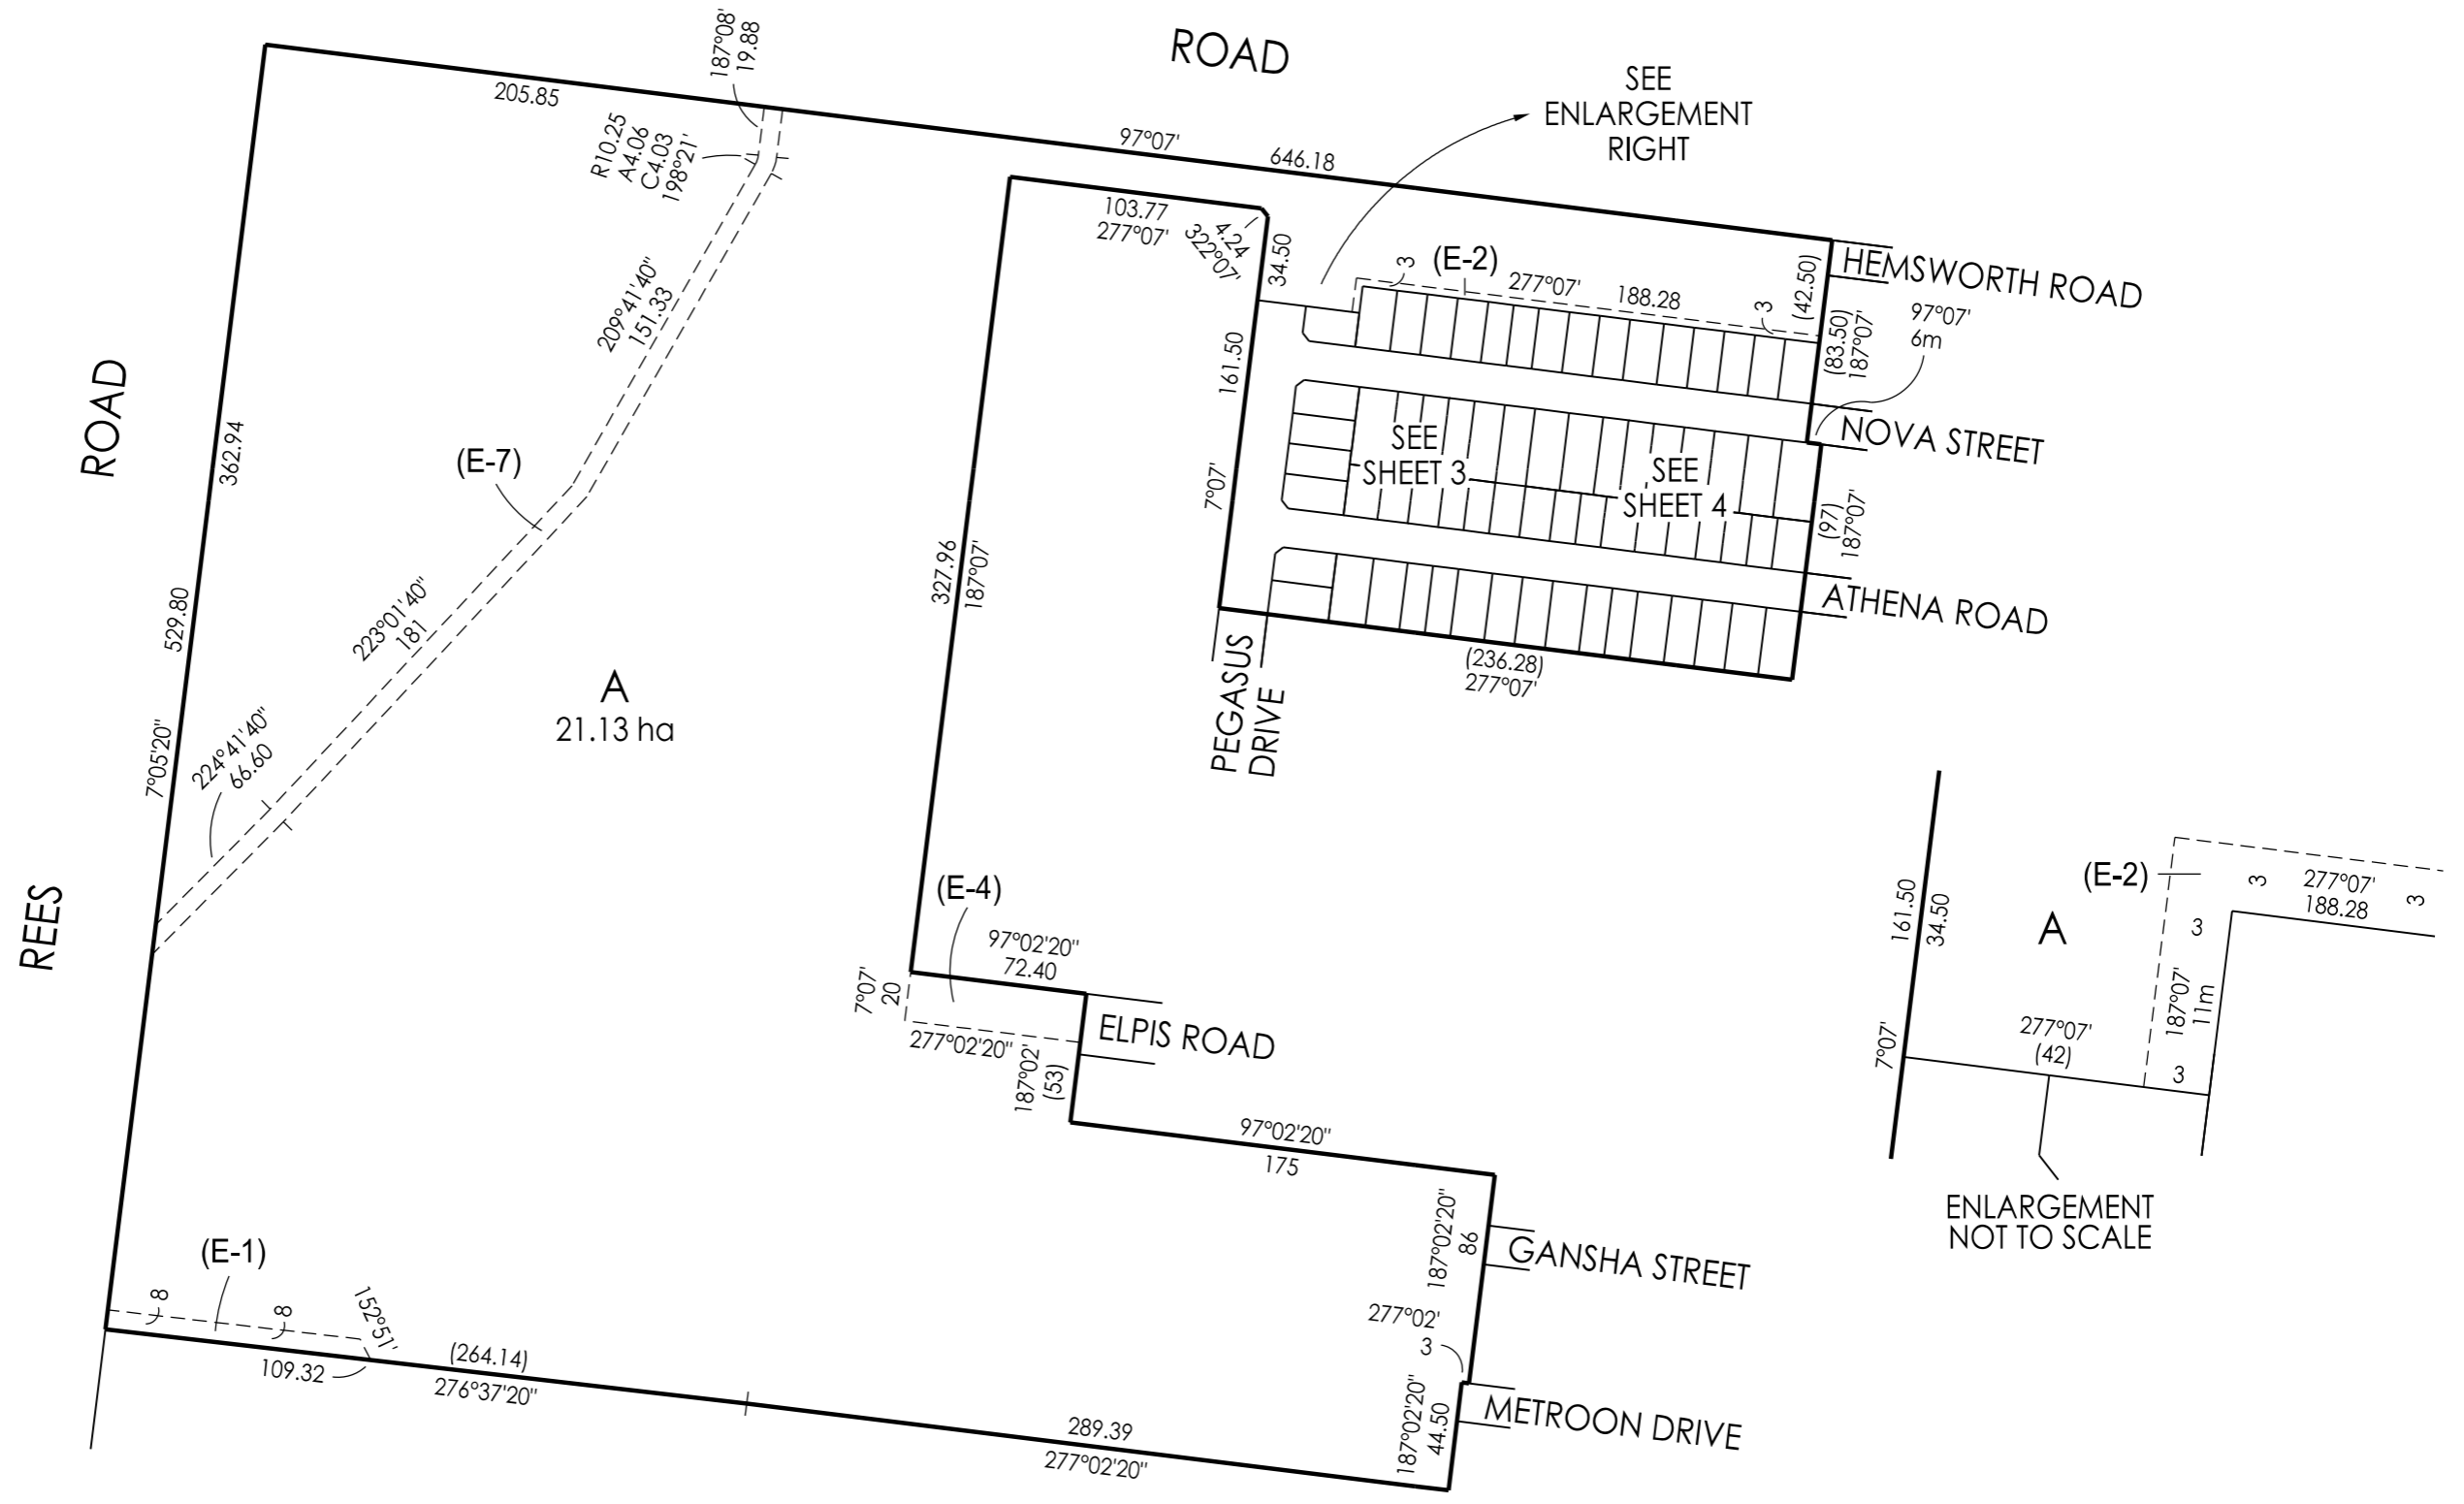 ROAD
187°08'
19.88
205.85
R10.25
A4.06
C4.03
198°21'
97°07'
646.18
SEE
ENLARGEMENT
RIGHT
103.77
277°07'
4.24
322°07'
34.50
3
(E-2)
277°07'
188.28
3
(42.50)
HEMSWORTH ROAD
(83.50)
187°07'
97°07'
6m
209°41'40"
151.33
ROAD
362.94
161.50
7°07'
NOVA STREET
SEE
SHEET 3
SEE
SHEET 4
(97)
187°07'
(E-7)
327.96
187°07'
ATHENA ROAD
529.80
223°01'40"
181
(236.28)
277°07'
PEGASUS
DRIVE
A
21.13 ha
7°05'20"
224°41'40"
66.60
REES
(E-4)
97°02'20"
72.40
7°07'
20
277°02'20"
ELPIS ROAD
187°02'
(53)
97°02'20"
175
161.50
34.50
7°07'
A
(E-2)
3
277°07'
188.28
3
3
187°07'
11m
277°07'
(42)
3
ENLARGEMENT
NOT TO SCALE
187°02'20"
86
GANSHA STREET
277°02'
3
(E-1)
8
8
152°51'
109.32
(264.14)
276°37'20"
187°02'20"
44.50
METROON DRIVE
289.39
277°02'20"